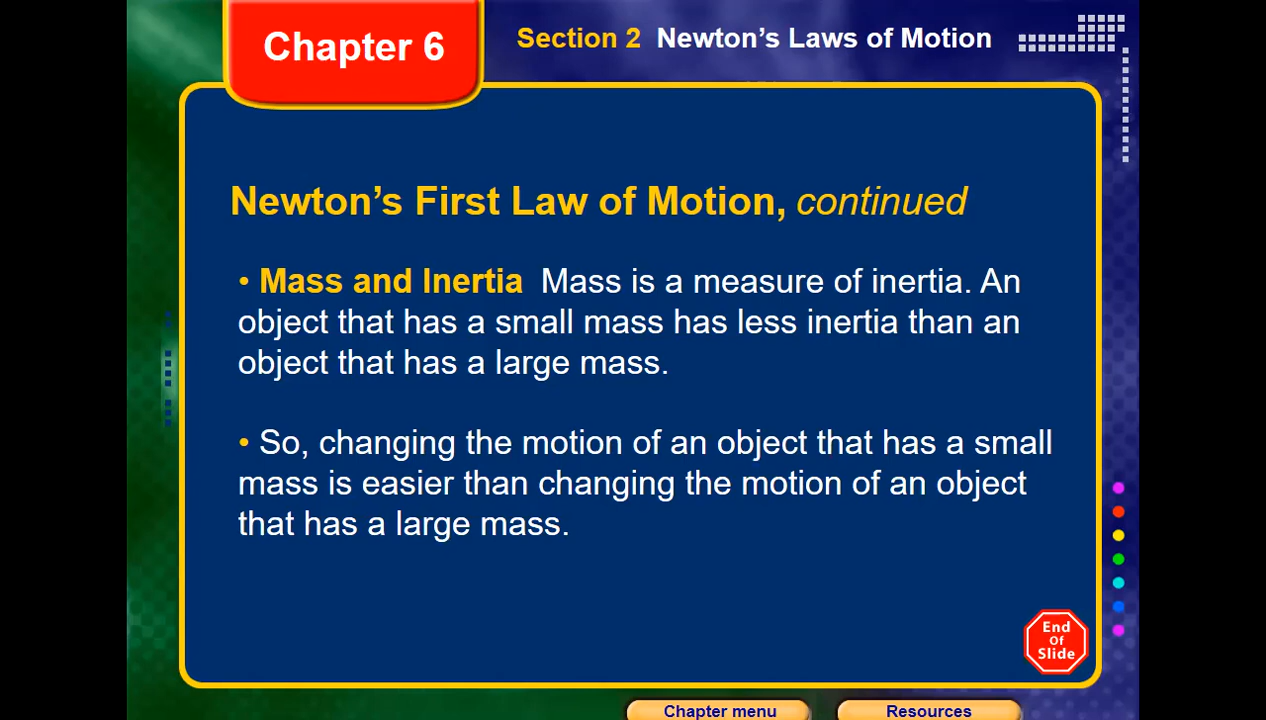 Chapter 6
Section 2 Newton’s Laws of Motion
Newton’s First Law of Motion, continued
• Mass and Inertia Mass is a measure of inertia. An
object that has a small mass has less inertia than an
object that has a large mass.
• So, changing the motion of an object that has a small
mass is easier than changing the motion of an object
that has a large mass.
End
Of
Slide
Chapter menu
Resources